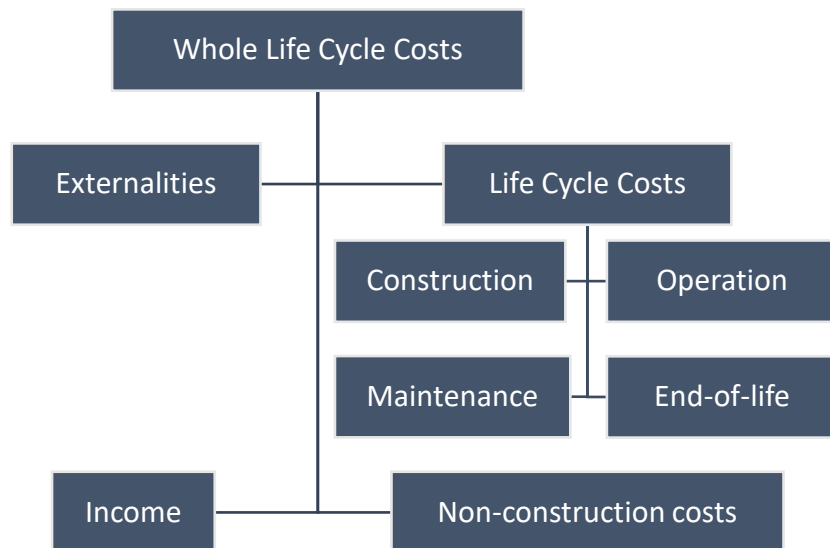 Whole Life Cycle Costs
Externalities
Life Cycle Costs
Construction
Operation
Maintenance
End-of-life
Income
Non-construction costs